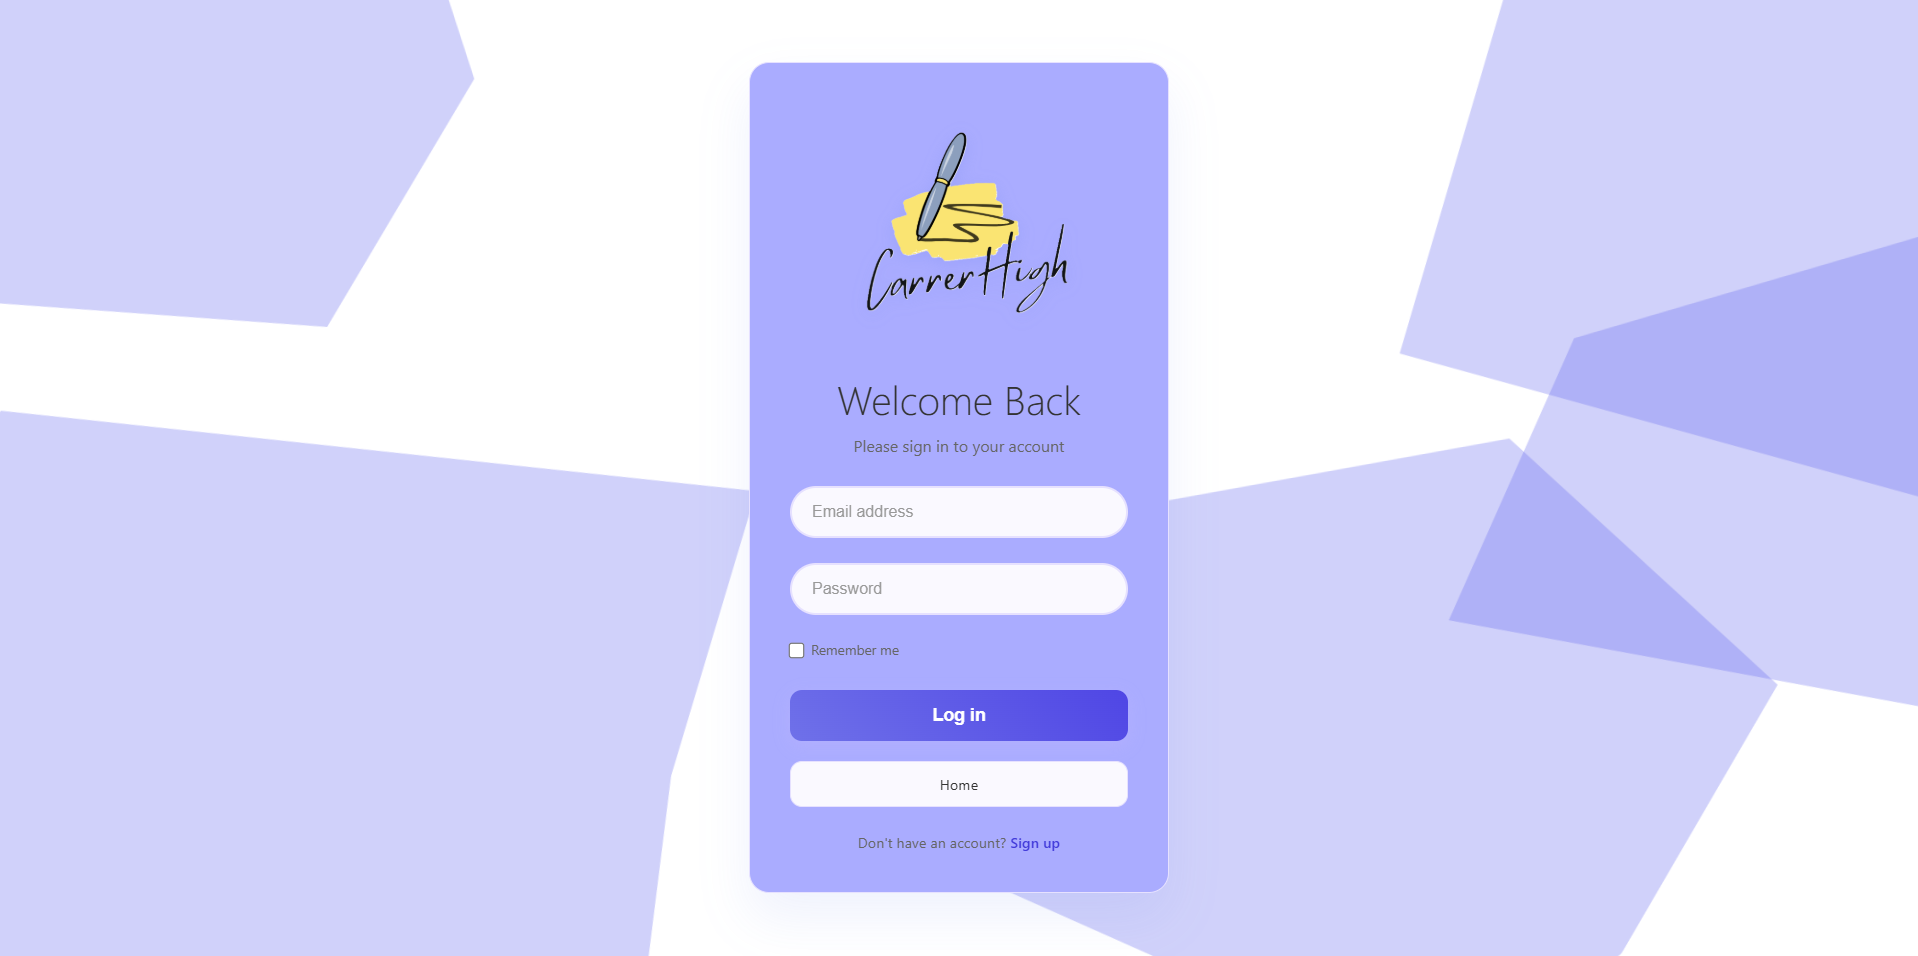 CarrerHigh
Welcome Back
Please sign in to your account
Email address
Password
Remember me
Log in
Home
Don't have an account? Sign up